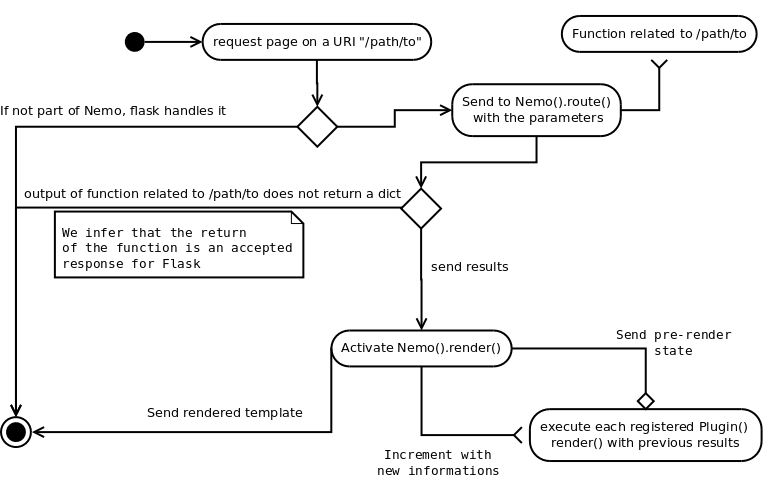 request page on a URI "/path/to"
Function related to /path/to
If not part of Nemo, flask handles it
Send to Nemo().route()
with the parameters
output of function related to /path/to does not return a dict
We infer that the return
of the function is an accepted
response for Flask
send results
Activate Nemo().render()
Send pre-render
state
Send rendered template
execute each registered Plugin()
render() with previous results
Increment with
new informations